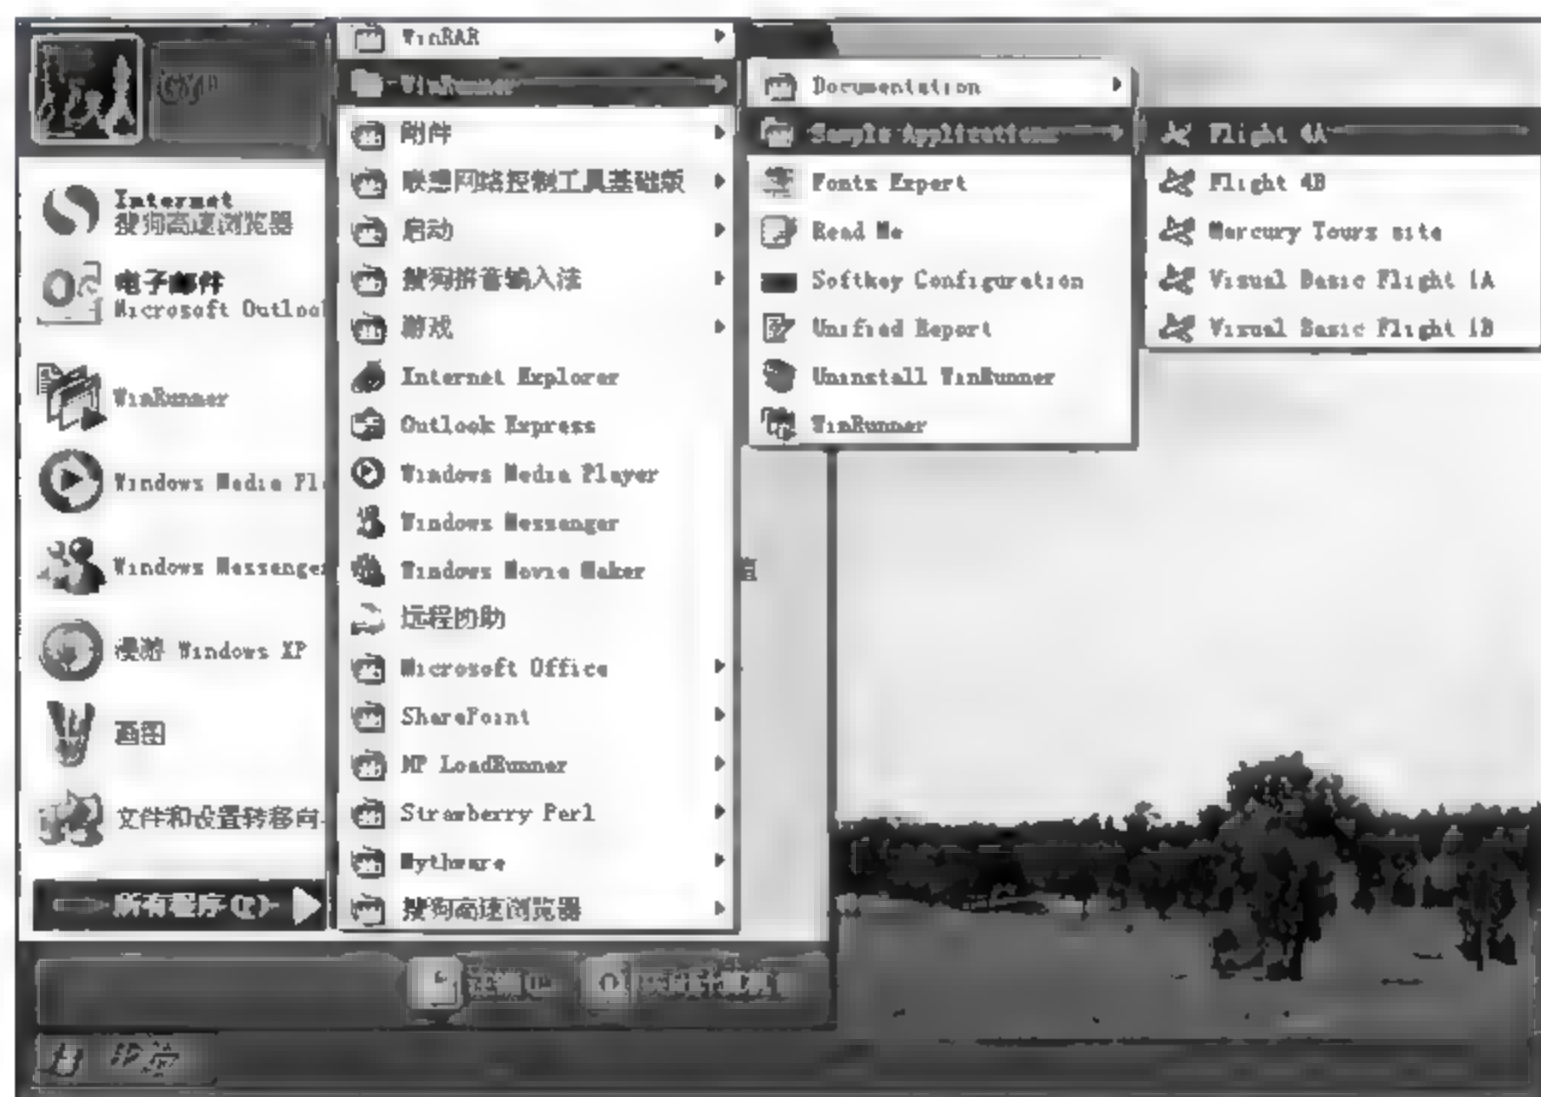 Internet
搜狗高速浏览器
电子邮件
Microsoft Outloo
WinRunner
Windows Media Pl
Windows Messenger
漫游 Windows XP
画图
文件和设置转移向
所有程序(P)
WinRAR
WinRunner
附件
联想网络控制工具基础版
启动
搜狗拼音输入法
游戏
Internet Explorer
Outlook Express
Windows Media Player
Windows Messenger
Windows Movie Maker
远程协助
Microsoft Office
SharePoint
HP LoadRunner
Strawberry Perl
Mythware
搜狗高速浏览器
Documentation
Sample Applications
Fonts Expert
Read Me
Softkey Configuration
Unified Report
Uninstall WinRunner
WinRunner
Flight 4A
Flight 4B
Mercury Tours site
Visual Basic Flight 1A
Visual Basic Flight 1B